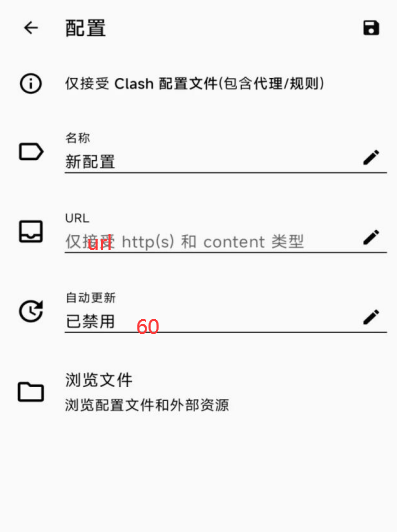 配置
仅接受 Clash 配置文件(包含代理/规则)
名称
新配置
URL
仅接受 http(s) 和 content 类型
url
自动更新
已禁用 60
浏览文件
浏览配置文件和外部资源